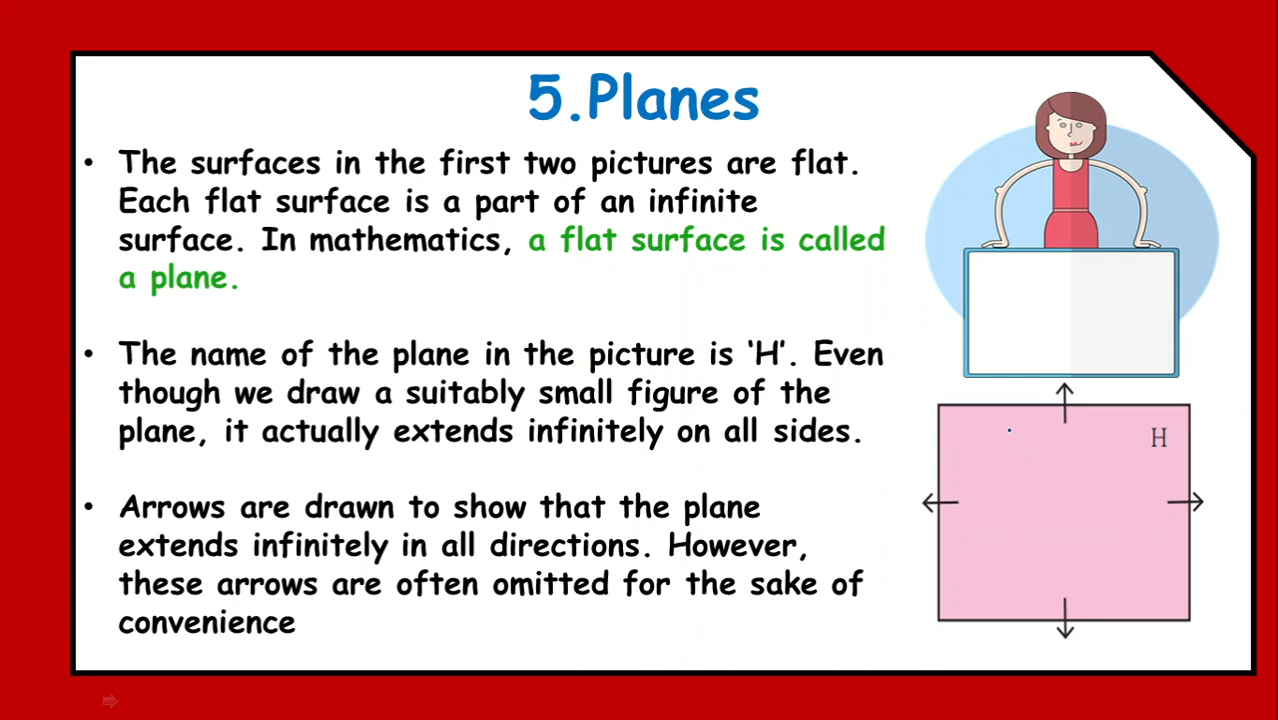 5.Planes
• The surfaces in the first two pictures are flat.
Each flat surface is a part of an infinite
surface. In mathematics, a flat surface is called
a plane.
• The name of the plane in the picture is ‘H’. Even
though we draw a suitably small figure of the
plane, it actually extends infinitely on all sides.
• Arrows are drawn to show that the plane
extends infinitely in all directions. However,
these arrows are often omitted for the sake of
convenience
H